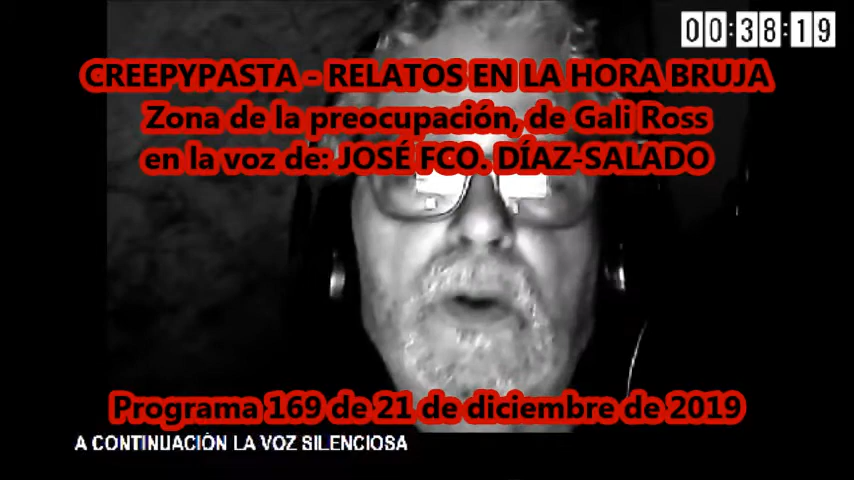 00:38:19
CREEPYPASTA - RELATOS EN LA HORA BRUJA
Zona de la preocupación, de Gali Ross
en la voz de: JOSÉ FCO. DÍAZ-SALADO
Programa 169 de 21 de diciembre de 2019
A CONTINUACIÓN LA VOZ SILENCIOSA